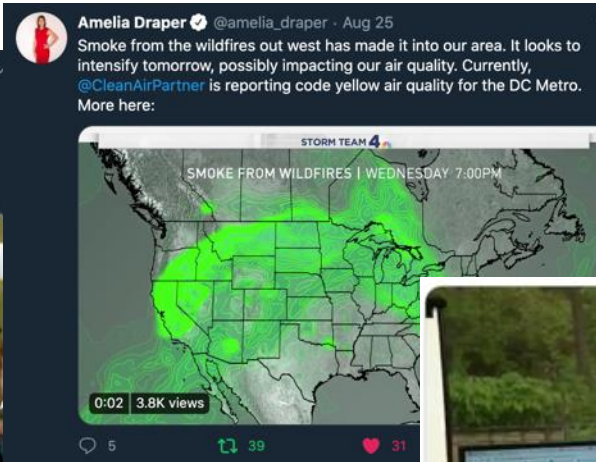 Amelia Draper @amelia_draper · Aug 25
Smoke from the wildfires out west has made it into our area. It looks to
intensify tomorrow, possibly impacting our air quality. Currently,
@CleanAirPartner is reporting code yellow air quality for the DC Metro.
More here:
STORM TEAM 4
SMOKE FROM WILDFIRES | WEDNESDAY 7:00PM
0:02 3.8K views
5 39 31